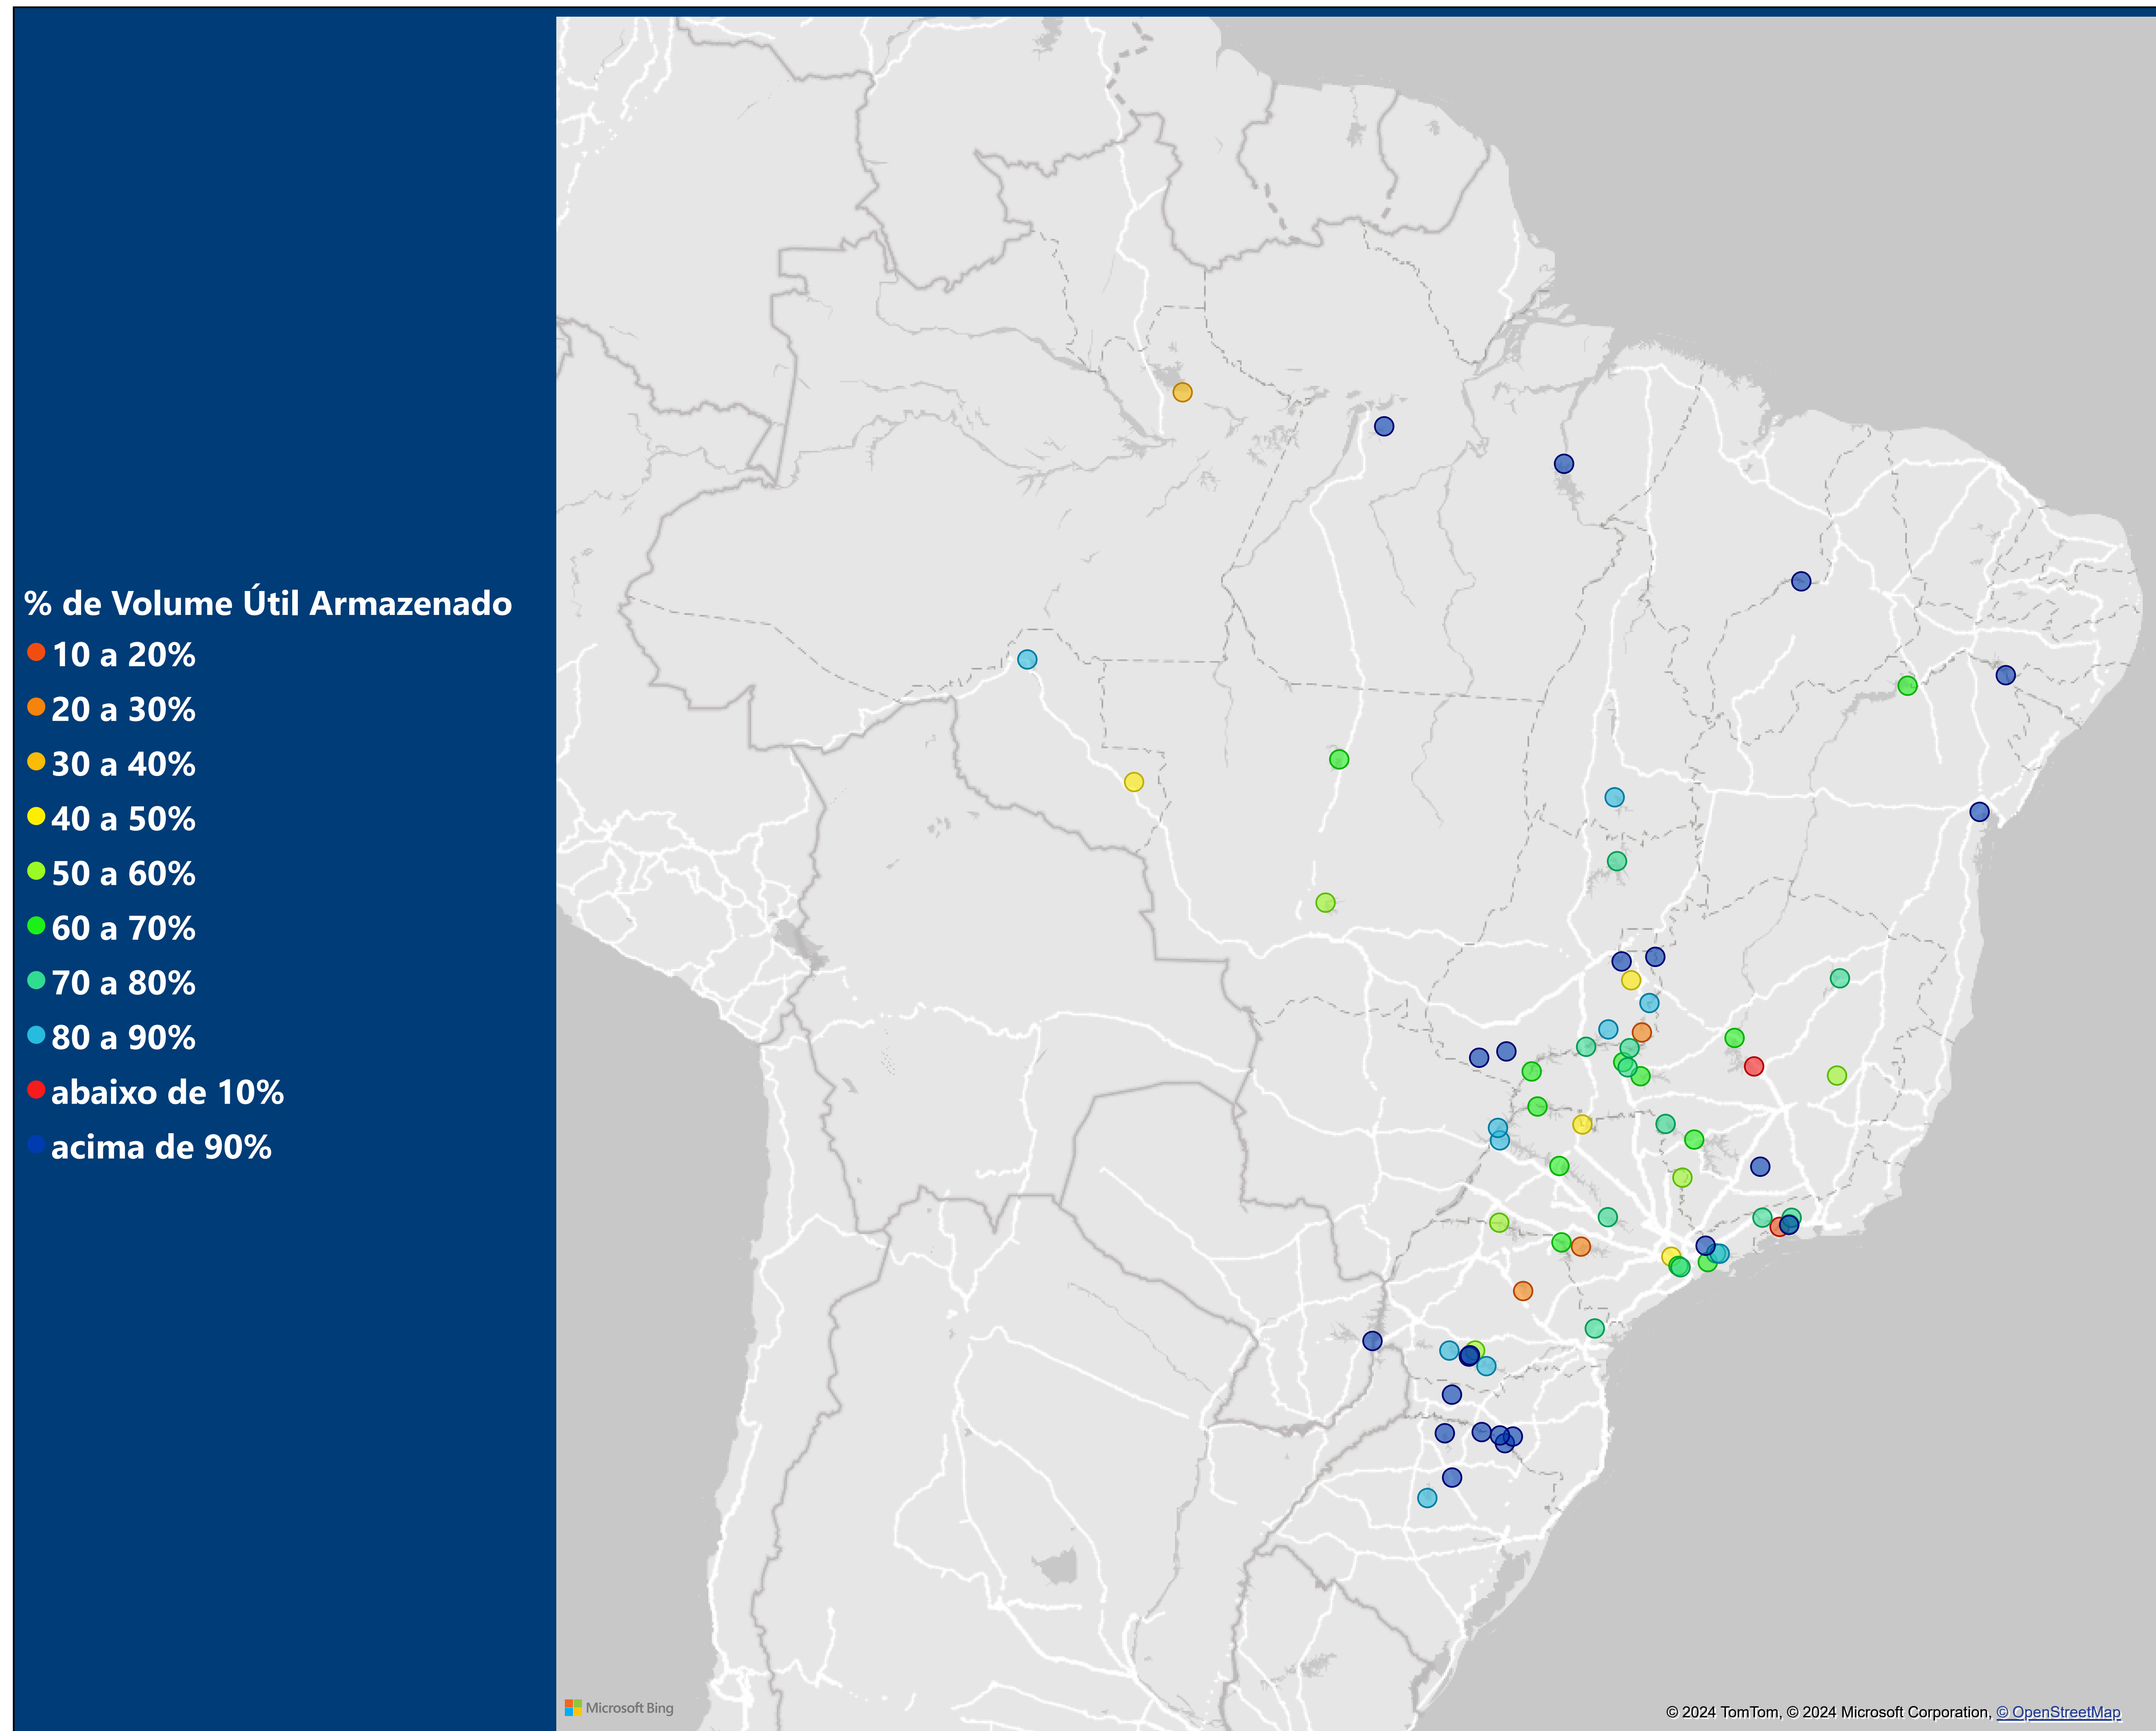 % de Volume Útil Armazenado
10 a 20%
20 a 30%
30 a 40%
40 a 50%
50 a 60%
60 a 70%
70 a 80%
80 a 90%
abaixo de 10%
acima de 90%
Microsoft Bing
© 2024 TomTom, © 2024 Microsoft Corporation, © OpenStreetMap